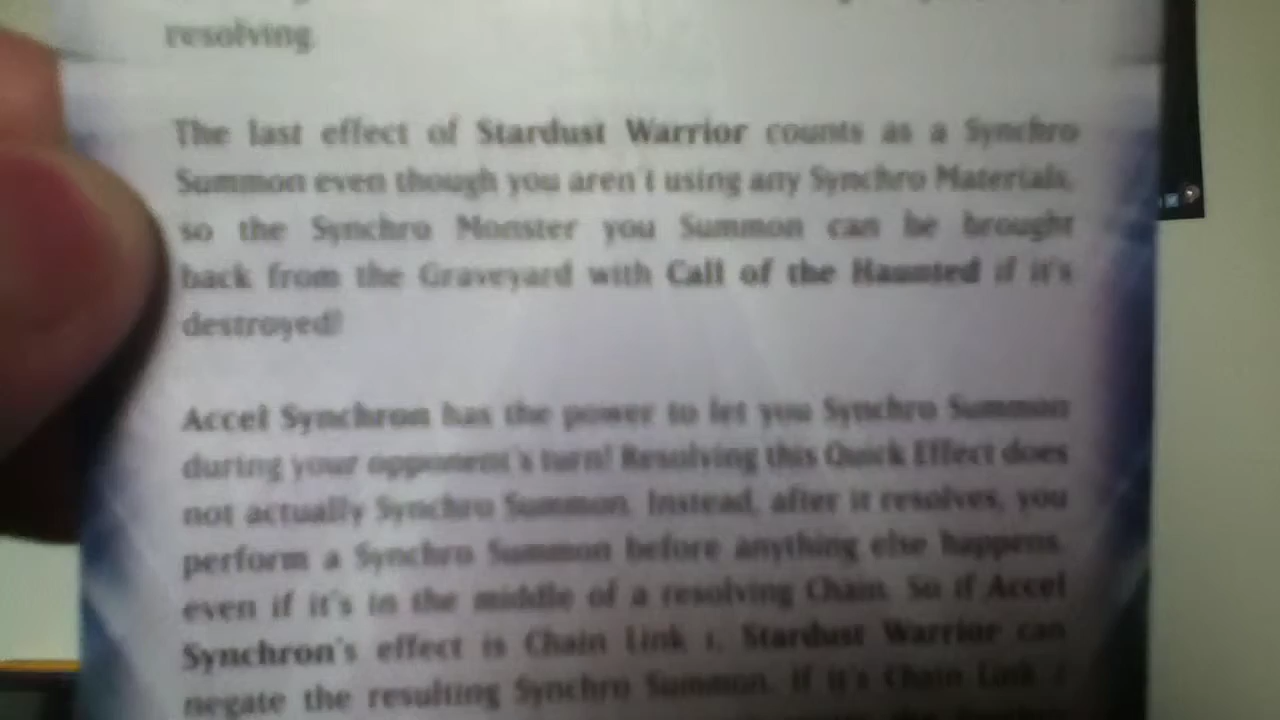 resolving.
The last effect of Stardust Warrior counts as a Synchro
Summon even though you aren't using any Synchro Materials,
so the Synchro Monster you Summon can be brought
back from the Graveyard with Call of the Haunted if it's
destroyed!
Accel Synchron has the power to let you Synchro Summon
during your opponent's turn! Resolving this Quick Effect does
not actually Synchro Summon. Instead, after it resolves, you
perform a Synchro Summon before anything else happens,
even if it's in the middle of a resolving Chain. So if Accel
Synchron's effect is Chain Link 1, Stardust Warrior can
negate the resulting Synchro Summon. If it's Chain Link